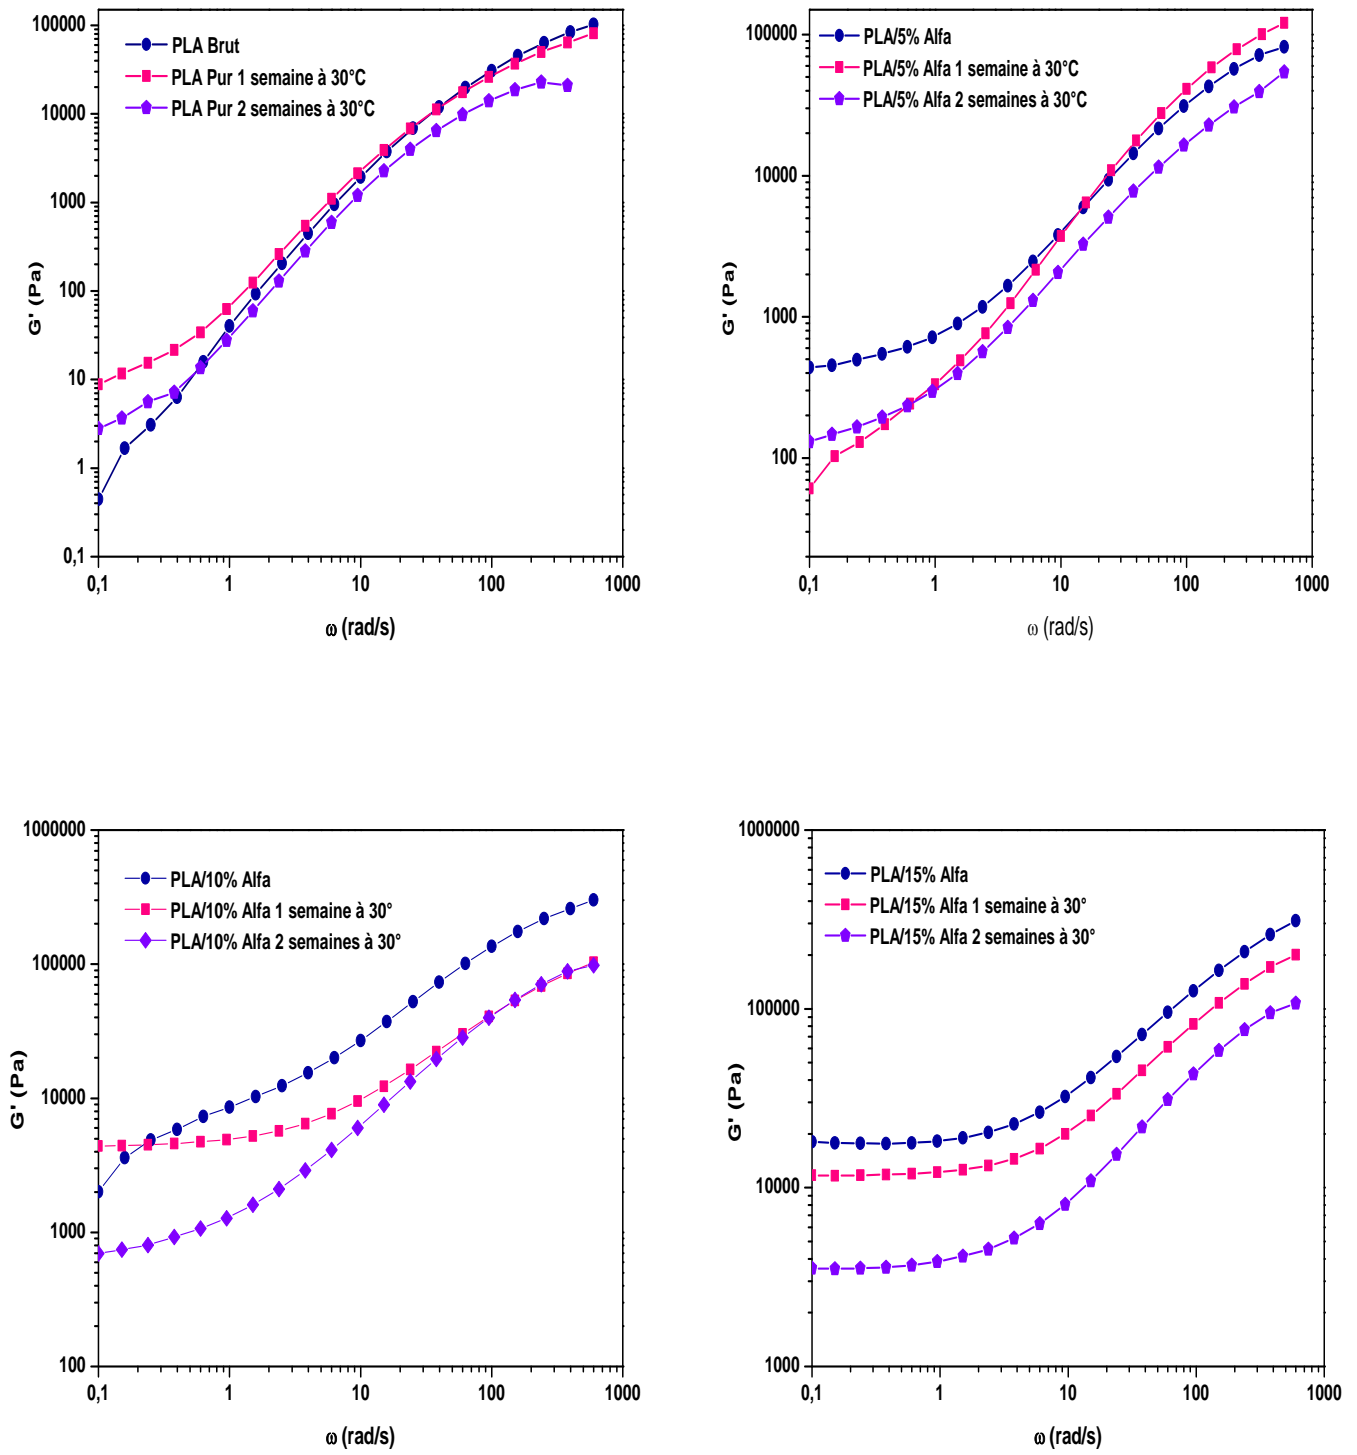 100000
10000
1000
100
10
1
0,1
G' (Pa)
PLA Brut
PLA Pur 1 semaine à 30°C
PLA Pur 2 semaines à 30°C
0,1 1 10 100 1000
ω (rad/s)
100000
10000
1000
100
G' (Pa)
PLA/5% Alfa
PLA/5% Alfa 1 semaine à 30°C
PLA/5% Alfa 2 semaines à 30°C
0,1 1 10 100 1000
ω (rad/s)
1000000
100000
10000
1000
100
G' (Pa)
PLA/10% Alfa
PLA/10% Alfa 1 semaine à 30°
PLA/10% Alfa 2 semaines à 30°
0,1 1 10 100 1000
ω (rad/s)
1000000
100000
10000
1000
G' (Pa)
PLA/15% Alfa
PLA/15% Alfa 1 semaine à 30°
PLA/15% Alfa 2 semaines à 30°
0,1 1 10 100 1000
ω (rad/s)